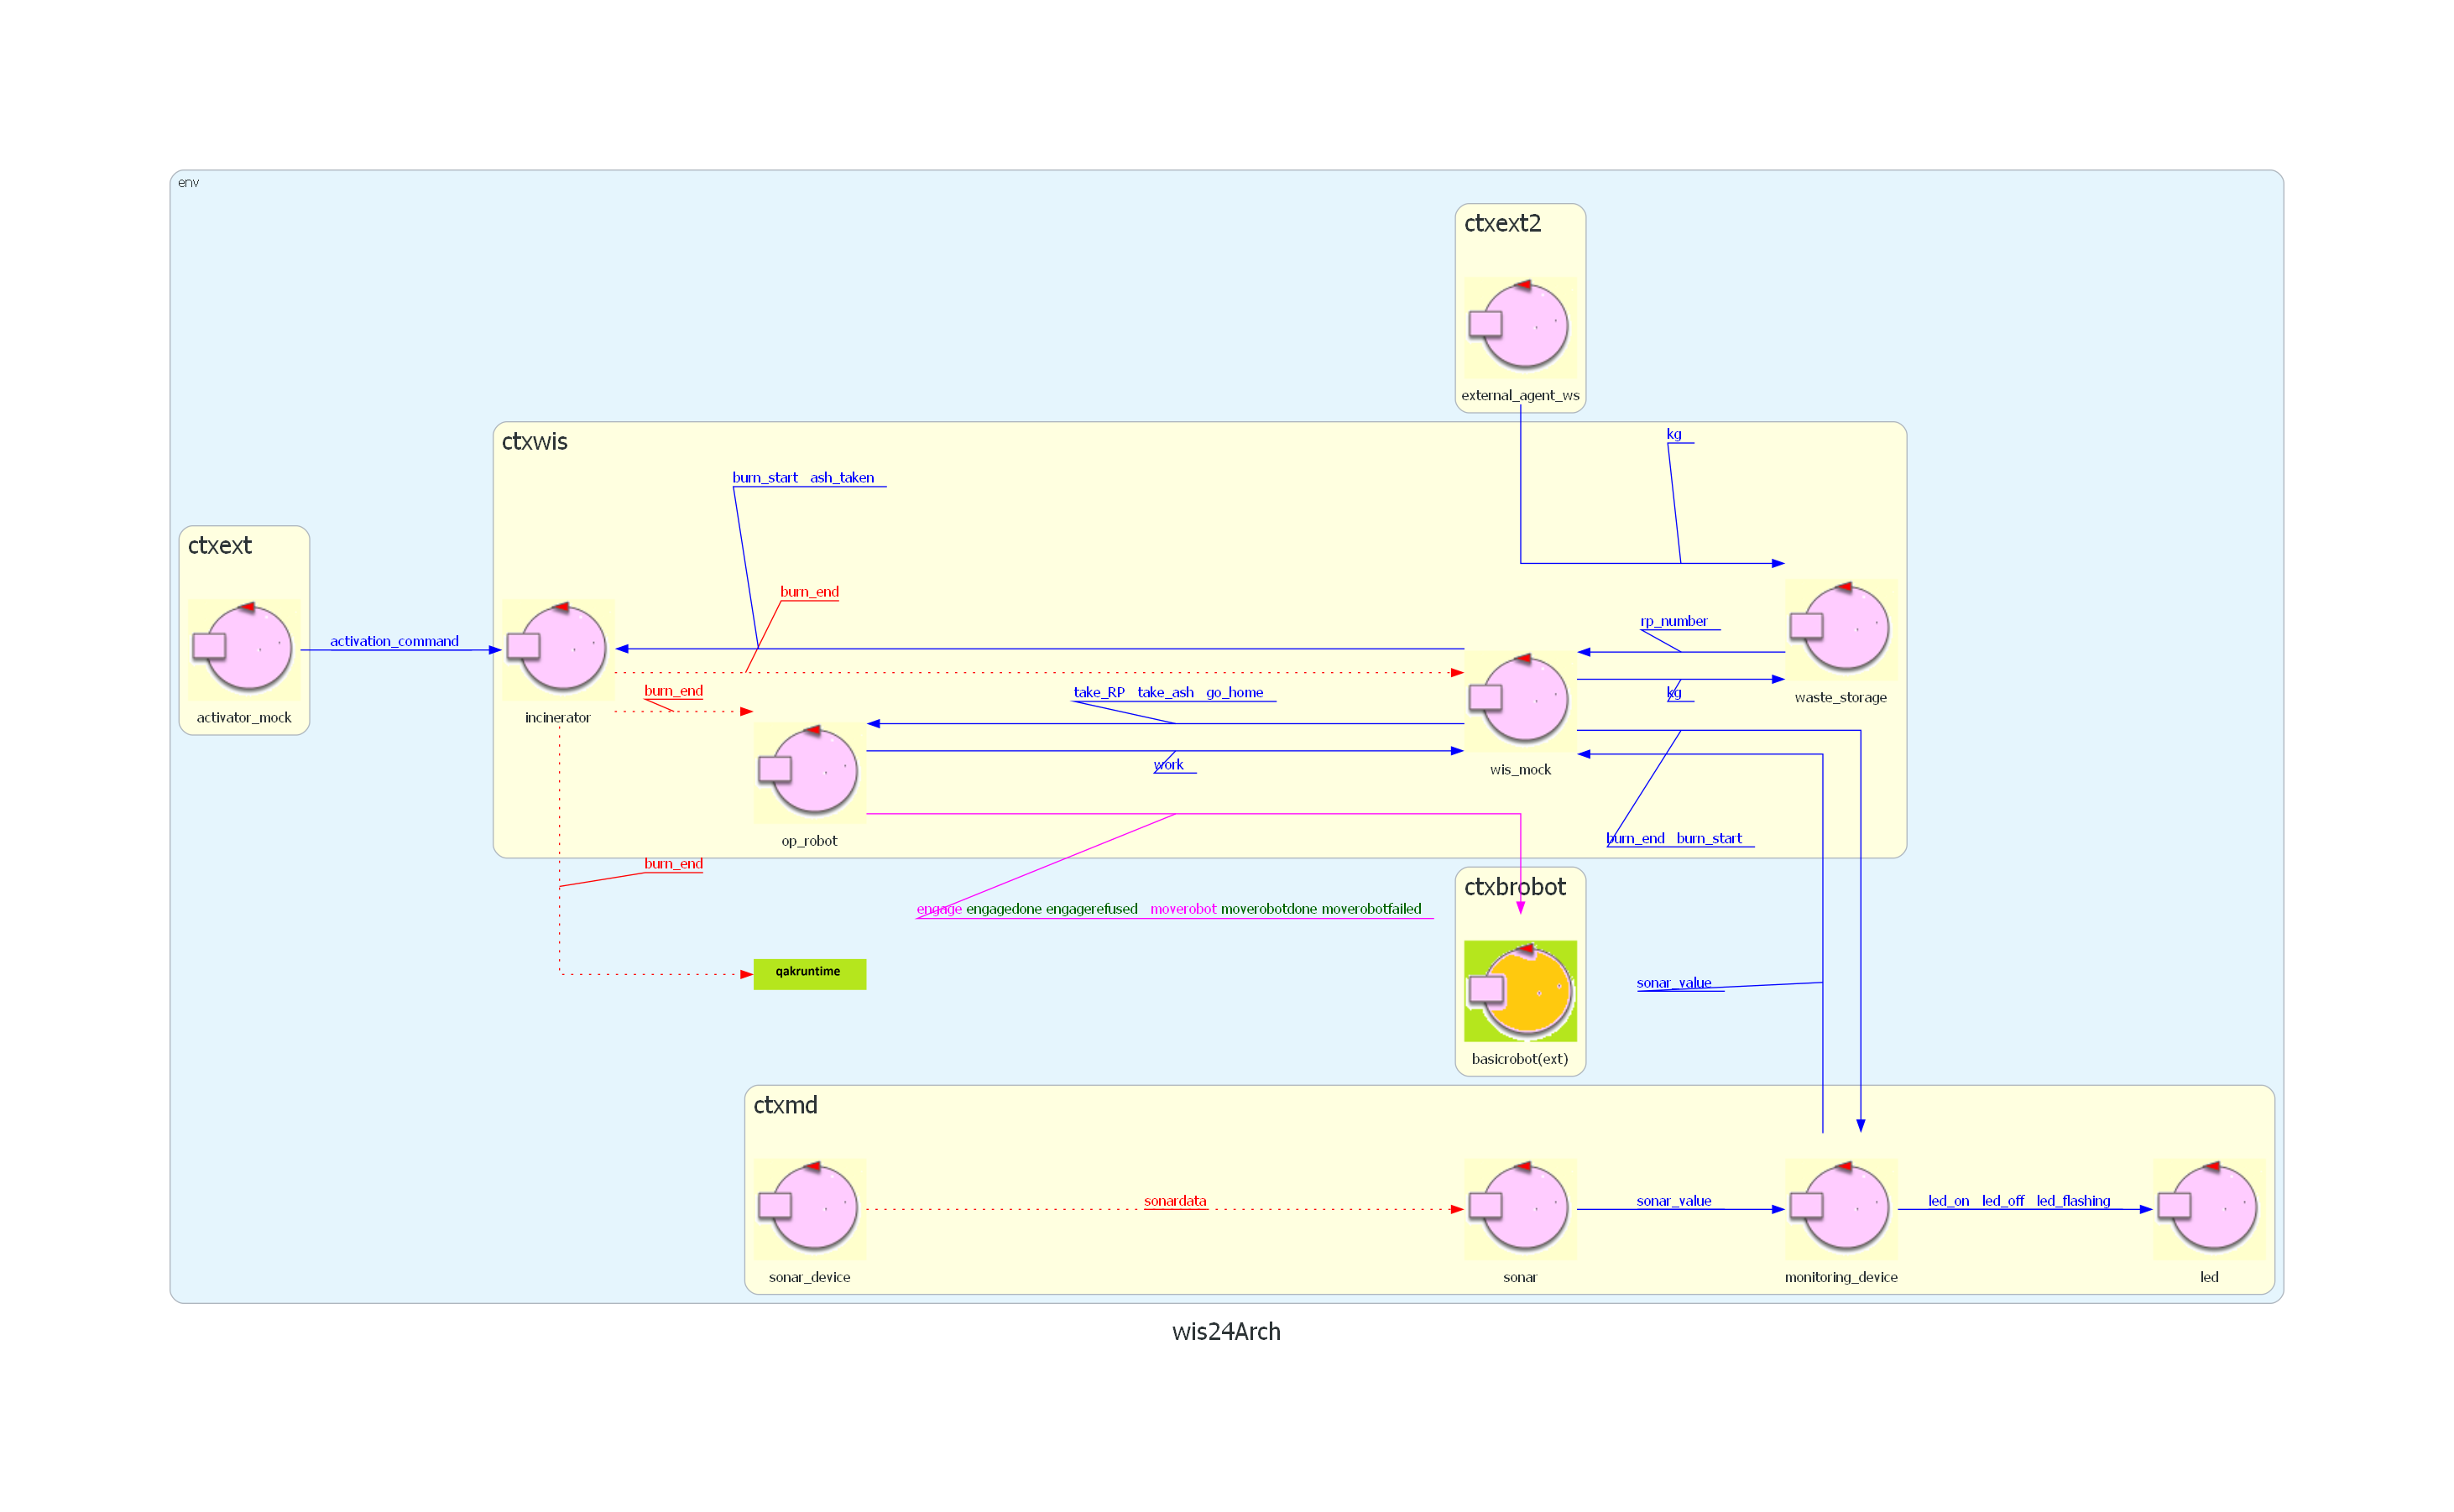 env
ctxext2
external_agent_ws
ctxwis
kg
burn_start ash_taken
ctxext
burn_end
rp_number
activation_command
burn_end
take_RP take_ash go_home
kg
waste_storage
activator_mock
incinerator
work
wis_mock
op_robot
burn_end burn_start
burn_end
ctxbrobot
engage engagedone engagerefused moverobot moverobotdone moverobotfailed
qakruntime
sonar_value
basicrobot(ext)
ctxmd
sonardata
sonar_value
led_on led_off led_flashing
sonar_device
sonar
monitoring_device
led
wis24Arch